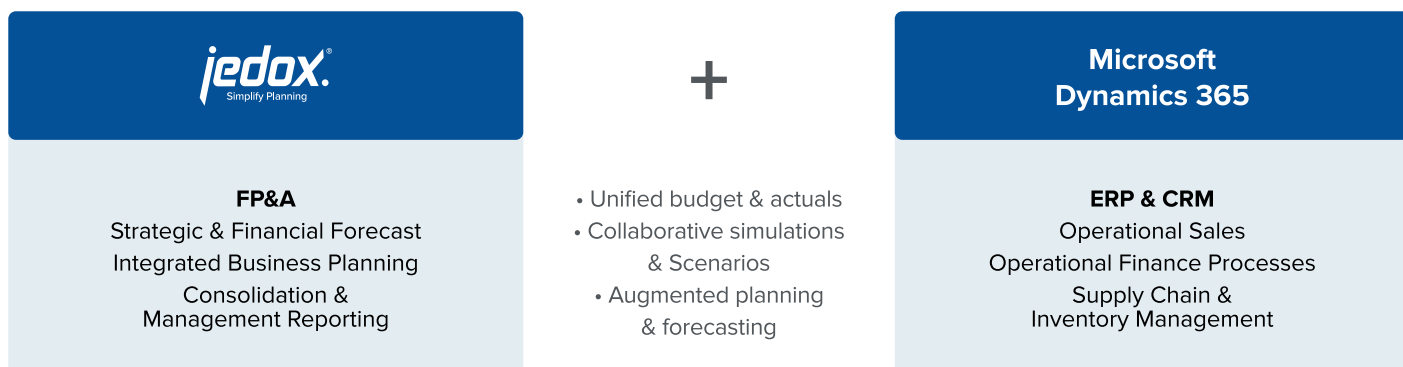 jedox.®
Simplify Planning
FP&A
Strategic & Financial Forecast
Integrated Business Planning
Consolidation &
Management Reporting
+
• Unified budget & actuals
• Collaborative simulations
& Scenarios
• Augmented planning
& forecasting
Microsoft
Dynamics 365
ERP & CRM
Operational Sales
Operational Finance Processes
Supply Chain &
Inventory Management